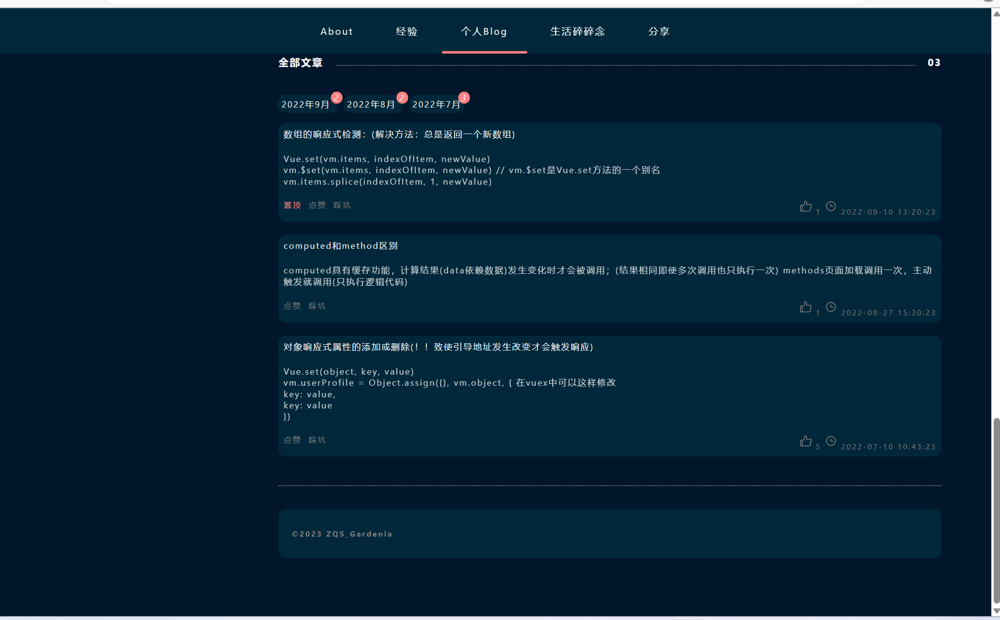 About 经验 个人Blog 生活碎碎念 分享
全部文章 03
2022年9月 2 2022年8月 2 2022年7月 3
数组的响应式检测：(解决方法：总是返回一个新数组)
Vue.set(vm.items, indexOfItem, newValue)
vm.$set(vm.items, indexOfItem, newValue) // vm.$set是Vue.set方法的一个别名
vm.items.splice(indexOfItem, 1, newValue)
置顶 点赞 踩坑 1 2022-09-10 13:20:23
computed和method区别
computed具有缓存功能，计算结果(data依赖数据)发生变化时才会被调用；(结果相同即使多次调用也只执行一次) methods页面加载调用一次，主动
触发就调用(只执行逻辑代码)
点赞 踩坑 1 2022-08-27 15:30:23
对象响应式属性的添加或删除(！！致使引导地址发生改变才会触发响应)
Vue.set(object, key, value)
vm.userProfile = Object.assign({}, vm.object, { 在vuex中可以这样修改
key: value,
key: value
})
点赞 踩坑 5 2022-07-10 10:43:23
©2023 ZQS_Gardenia